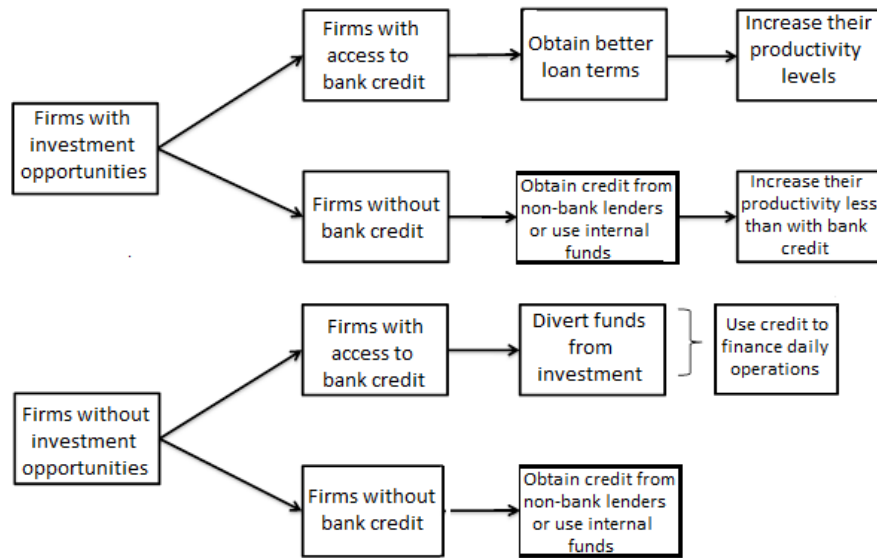 Firms with
access to
bank credit
Obtain better
loan terms
Increase their
productivity
levels
Firms with
investment
opportunities
Firms without
bank credit
Obtain credit from
non-bank lenders
or use internal
funds
Increase their
productivity less
than with bank
credit
Firms with
access to
bank credit
Divert funds
from
investment
Use credit to
finance daily
operations
Firms without
investment
opportunities
Firms without
bank credit
Obtain credit from
non-bank lenders
or use internal
funds